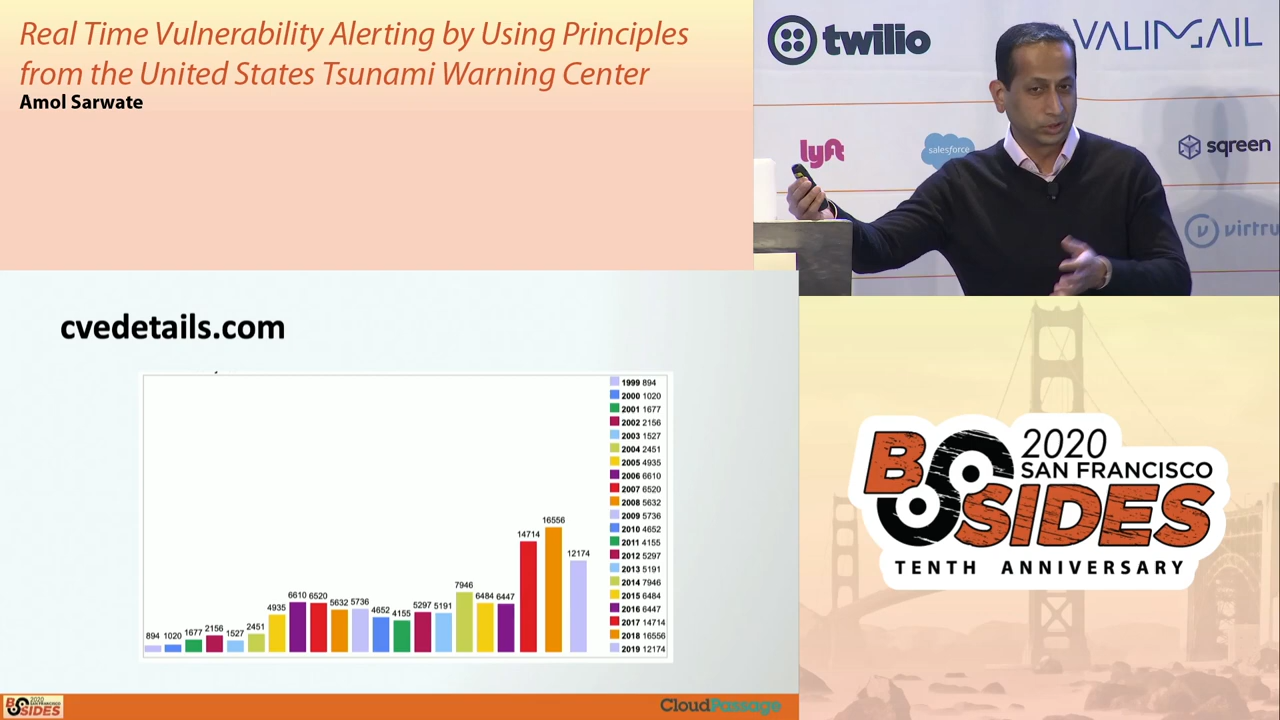 Real Time Vulnerability Alerting by Using Principles
from the United States Tsunami Warning Center
Amol Sarwate
twilio
VALIMAIL
lyft
salesforce
sqreen
virtru
cvedetails.com
894
1020
1677
2156
1527
2451
4935
6610
6520
5632
5736
4652
4155
5297
5191
7946
6484
6447
14714
16556
12174
1999 894
2000 1020
2001 1677
2002 2156
2003 1527
2004 2451
2005 4935
2006 6610
2007 6520
2008 5632
2009 5736
2010 4652
2011 4155
2012 5297
2013 5191
2014 7946
2015 6484
2016 6447
2017 14714
2018 16556
2019 12174
2020
SAN FRANCISCO
BSIDES
TENTH ANNIVERSARY
2020
SAN FRANCISCO
BSIDES
CloudPassage